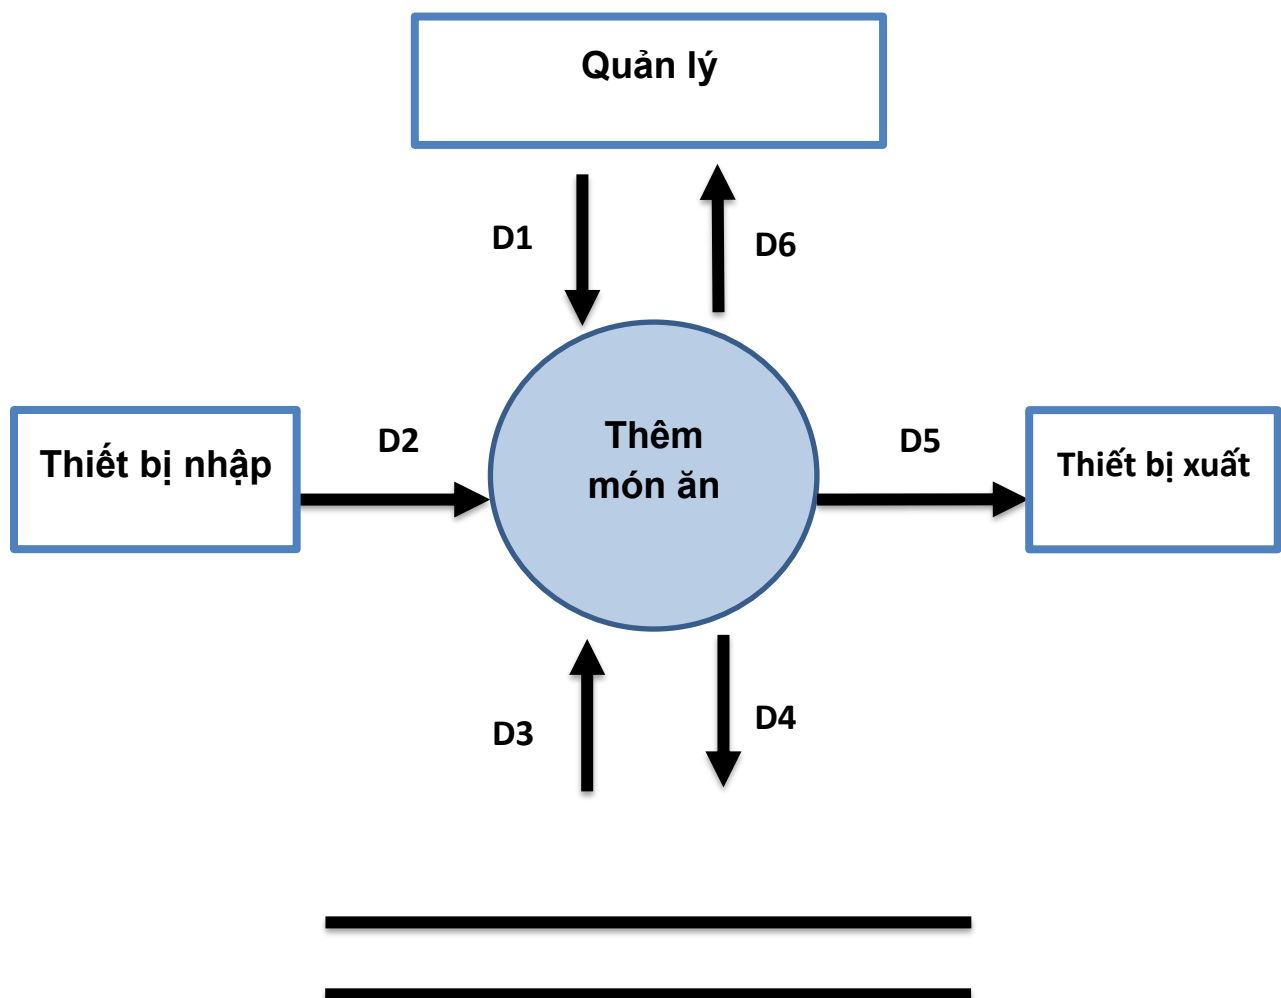 Quản lý
D1
D6
Thiết bị nhập
D2
Thêm
món ăn
D5
Thiết bị xuất
D3
D4